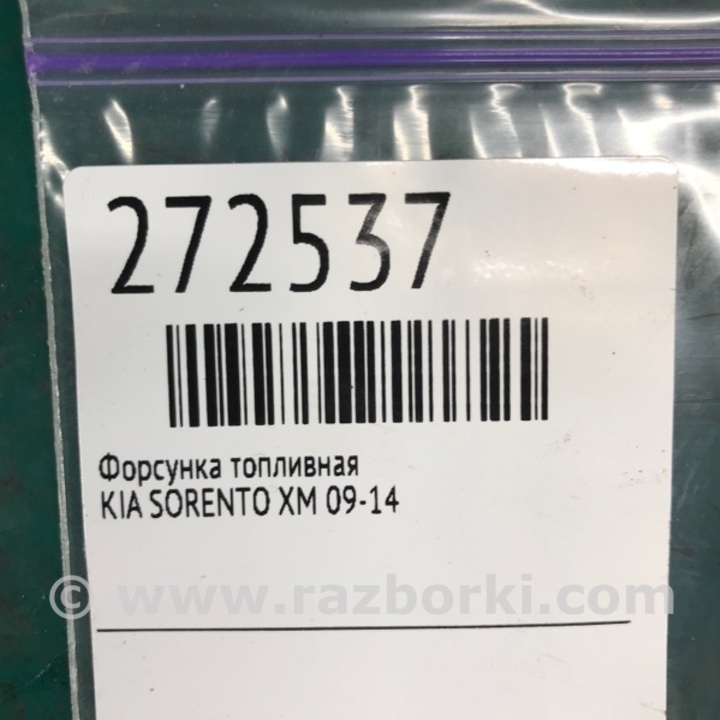 272537
Форсунка топливная
KIA SORENTO XM 09-14
© www.razborki.com